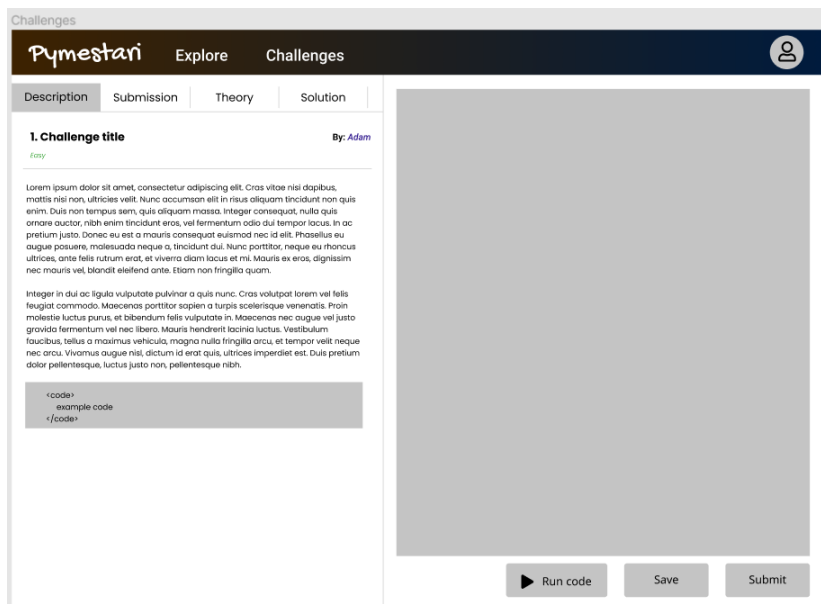 Challenges
Pymestari Explore Challenges
Description Submission Theory Solution
1. Challenge title By: Adam
Easy
Lorem ipsum dolor sit amet, consectetur adipiscing elit. Cras vitae nisi dapibus,
mattis nisi non, ultricies velit. Nunc accumsan elit in risus aliquam tincidunt non quis
enim. Duis non tempus sem, quis aliquam massa. Integer consequat, nulla quis
ornare auctor, nibh enim tincidunt eros, vel fermentum odio dui tempor lacus. In ac
pretium justo. Donec eu est a mauris consequat euismod nec id elit. Phasellus eu
augue posuere, malesuada neque a, tincidunt dui. Nunc porttitor, neque eu rhoncus
ultrices, ante felis rutrum erat, et viverra diam lacus et mi. Mauris ex eros, dignissim
nec mauris vel, blandit eleifend ante. Etiam non fringilla quam.
Integer in dui ac ligula vulputate pulvinar a quis nunc. Cras volutpat lorem vel felis
feugiat commodo. Maecenas porttitor sapien a turpis scelerisque venenatis. Proin
molestie luctus purus, et bibendum felis vulputate in. Maecenas nec augue vel justo
gravida fermentum vel nec libero. Mauris hendrerit lacinia luctus. Vestibulum
faucibus, tellus a maximus vehicula, magna nulla fringilla arcu, et tempor velit neque
nec arcu. Vivamus augue nisl, dictum id erat quis, ultrices imperdiet est. Duis pretium
dolor pellentesque, luctus justo non, pellentesque nibh.
<code>
example code
</code>
Run code Save Submit